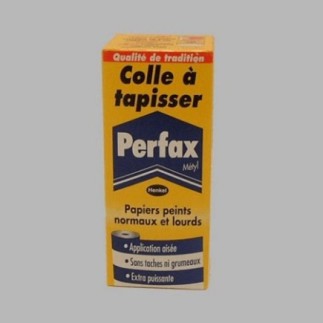 Qualité de tradition
Colle à
tapisser
Perfax
Métyl
Henkel
Papiers peints
normaux et lourds
• Application aisée
• Sans taches ni grumeaux
• Extra puissante